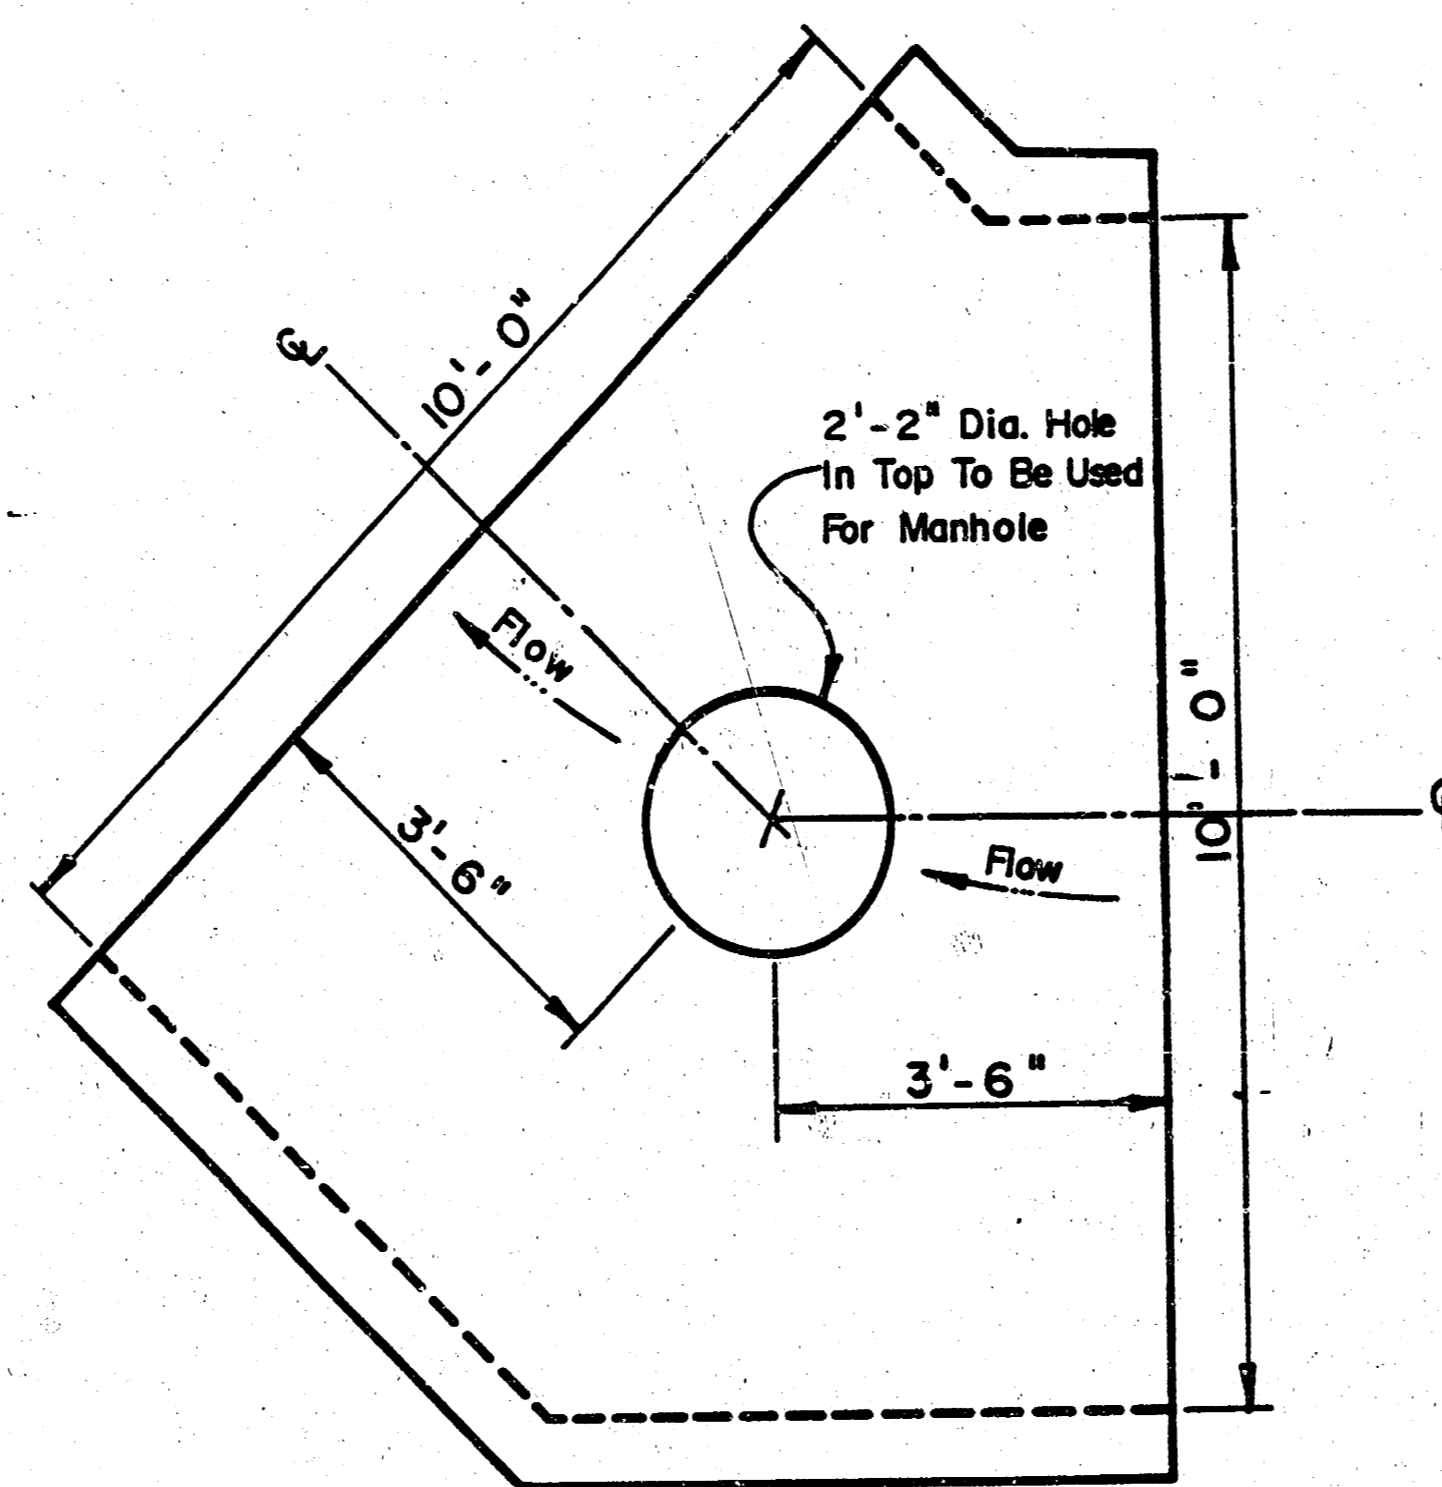 10'-0"
℄
2'-2" Dia. Hole
In Top To Be Used
For Manhole
Flow
10'-0"
3'-6"
Flow
3'-6"